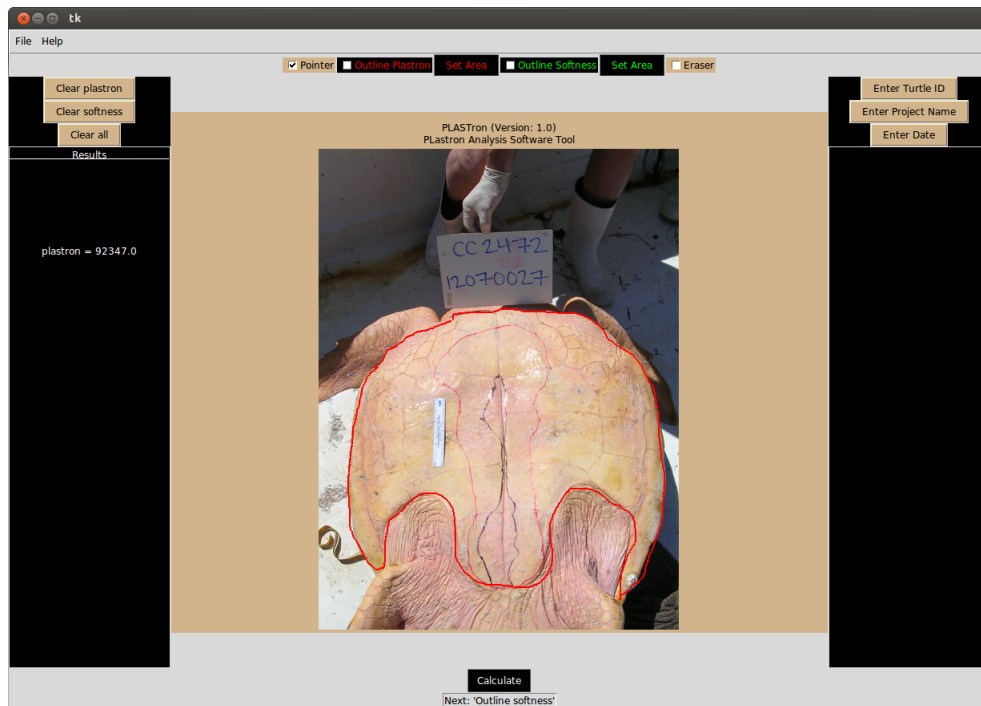 tk
File Help
Pointer Outline Plastron Set Area Outline Softness Set Area Eraser
Clear plastron
Clear softness
Clear all
Results
plastron = 92347.0
Enter Turtle ID
Enter Project Name
Enter Date
PLASTron (Version: 1.0)
PLastron Analysis Software Tool
CC 2472
12070027
Calculate
Next: 'Outline softness'